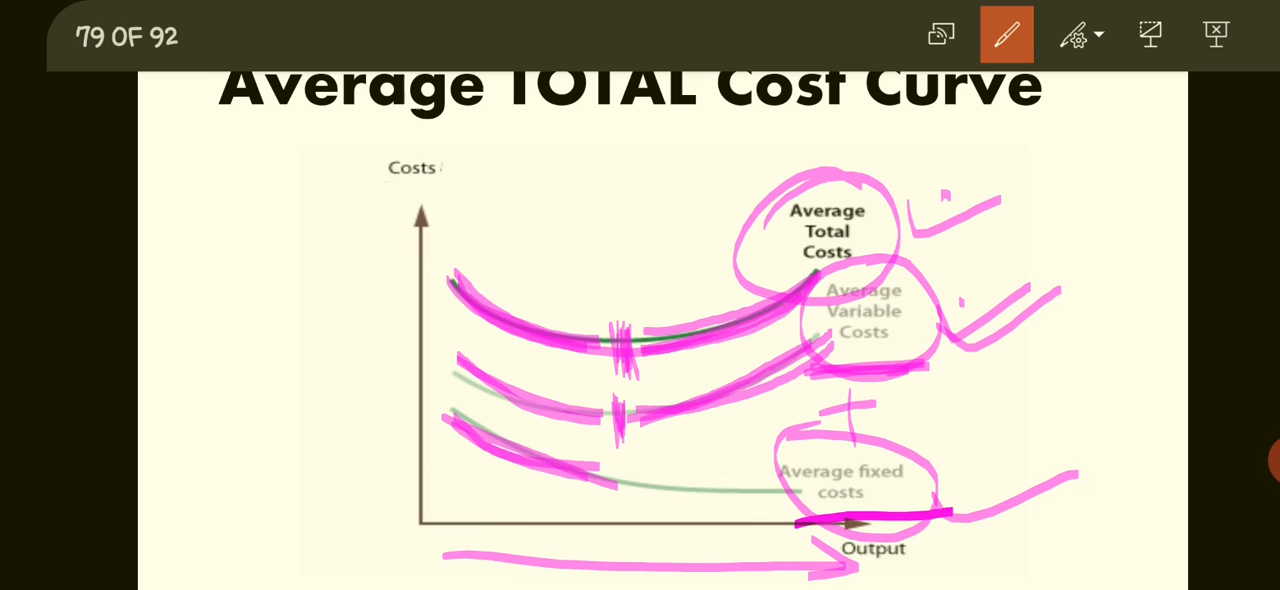 79 OF 92
Average TOTAL Cost Curve
Costs
Average
Total
Costs
Average
Variable
Costs
Average fixed
costs
Output